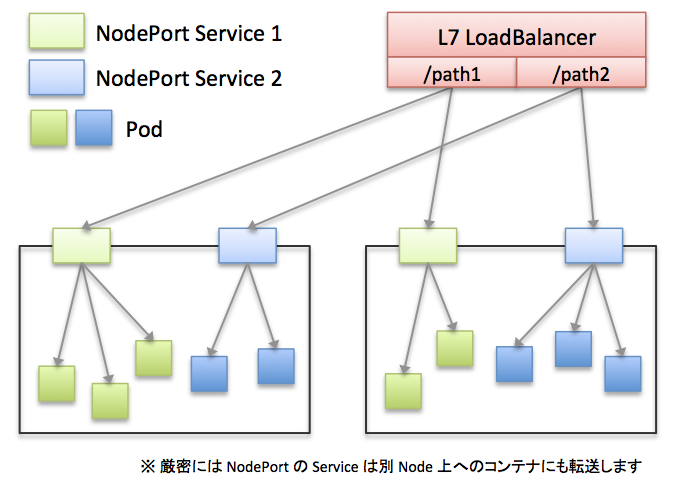 NodePort Service 1
NodePort Service 2
Pod
L7 LoadBalancer
/path1
/path2
※ 厳密には NodePort の Service は別 Node 上へのコンテナにも転送します